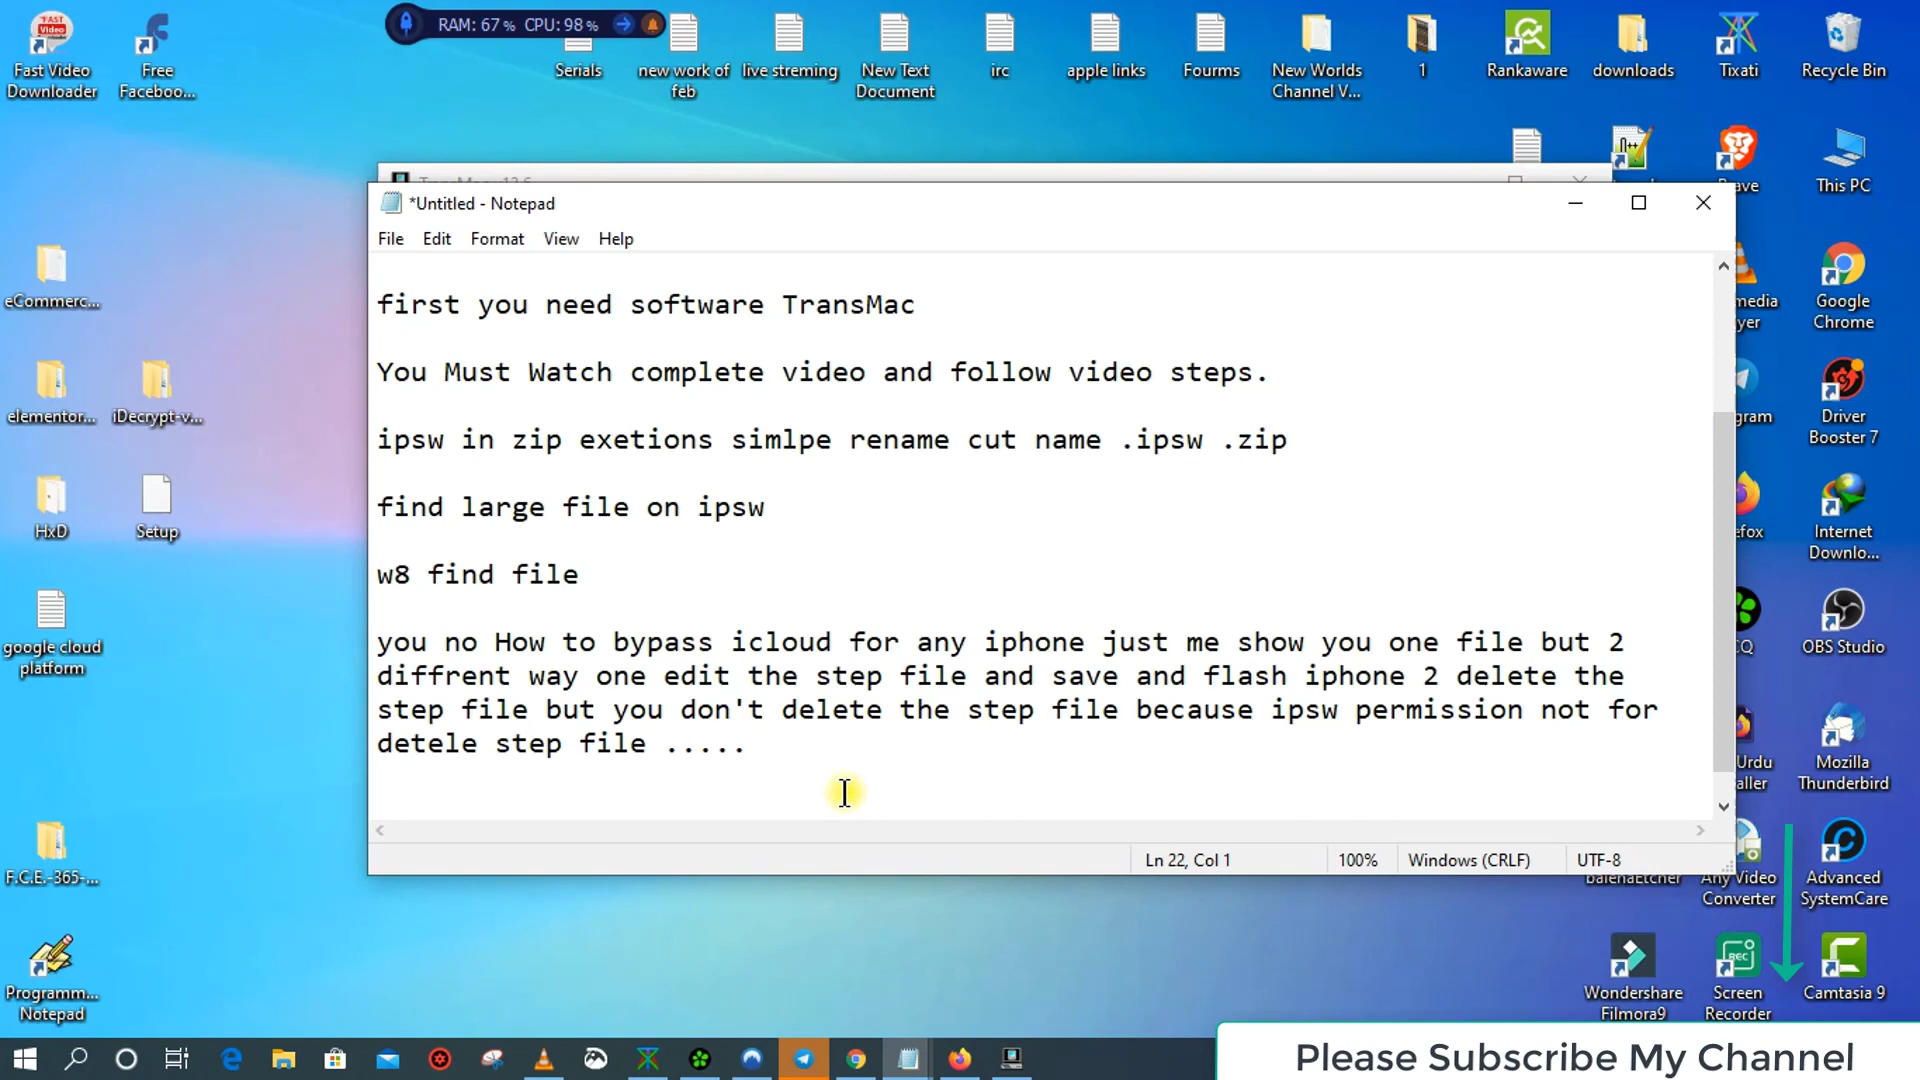 RAM: 67 % CPU: 98 %
Fast Video Downloader
Free Faceboo...
Serials
new work of feb
live streming
New Text Document
irc
apple links
Fourms
New Worlds Channel V...
1
Rankaware
downloads
Tixati
Recycle Bin
This PC
*Untitled - Notepad
File Edit Format View Help
first you need software TransMac
You Must Watch complete video and follow video steps.
ipsw in zip exetions simlpe rename cut name .ipsw .zip
find large file on ipsw
w8 find file
you no How to bypass icloud for any iphone just me show you one file but 2
diffrent way one edit the step file and save and flash iphone 2 delete the
step file but you don't delete the step file because ipsw permission not for
detele step file .....
Ln 22, Col 1
100%
Windows (CRLF)
UTF-8
eCommerc...
elementor...
iDecrypt-v...
HxD
Setup
google cloud platform
F.C.E.-365-...
Programm... Notepad
Google Chrome
Driver Booster 7
Internet Downlo...
OBS Studio
Mozilla Thunderbird
balenaEtcher
Any Video Converter
Advanced SystemCare
Wondershare Filmora9
REC
Screen Recorder
Camtasia 9
Please Subscribe My Channel